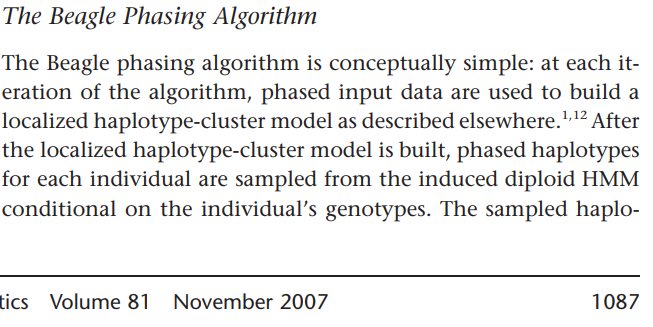 The Beagle Phasing Algorithm
The Beagle phasing algorithm is conceptually simple: at each it-
eration of the algorithm, phased input data are used to build a
localized haplotype-cluster model as described elsewhere.1,12 After
the localized haplotype-cluster model is built, phased haplotypes
for each individual are sampled from the induced diploid HMM
conditional on the individual’s genotypes. The sampled haplo-
tics Volume 81 November 2007 1087